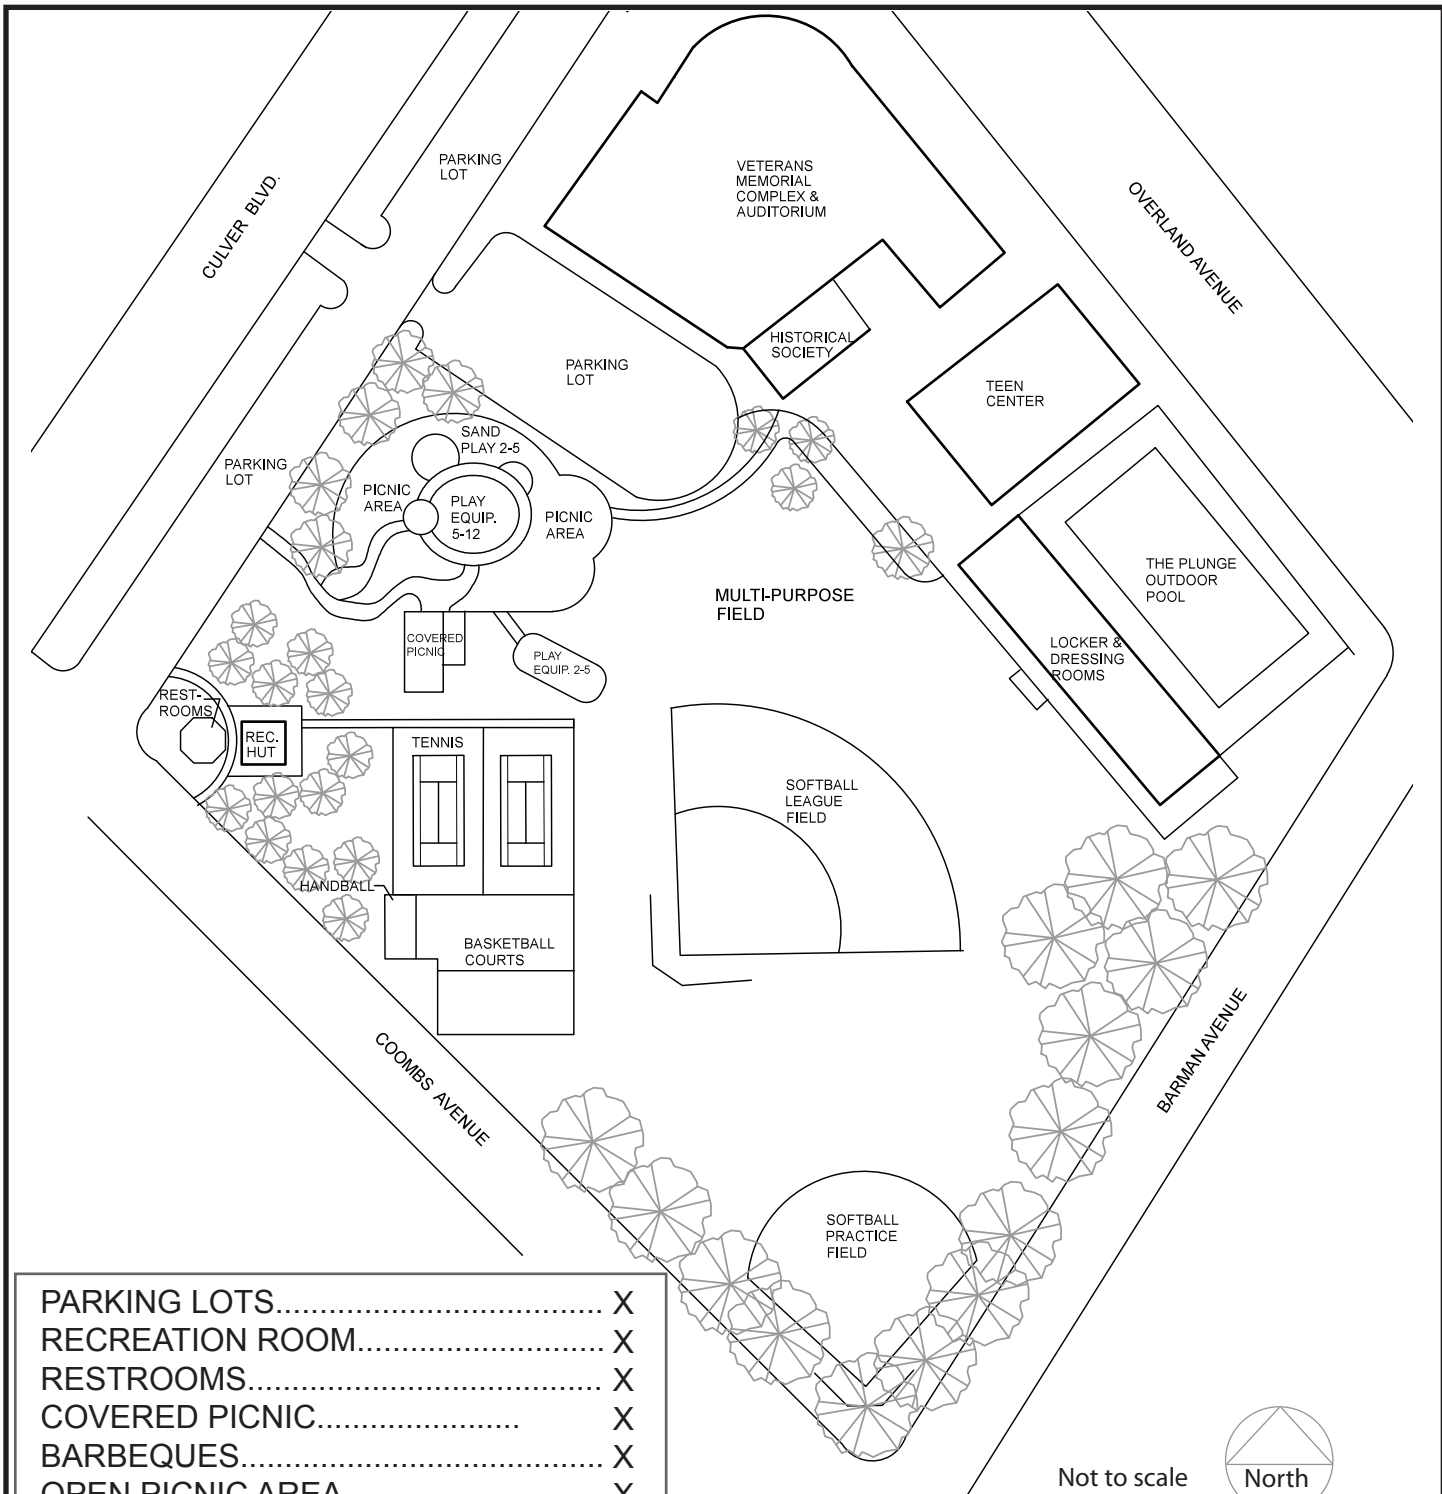 PARKING
LOT
VETERANS
MEMORIAL
COMPLEX &
AUDITORIUM
CULVER BLVD.
OVERLAND AVENUE
HISTORICAL
SOCIETY
PARKING
LOT
TEEN
CENTER
SAND
PLAY 2-5
PARKING
LOT
PICNIC
AREA
PLAY
EQUIP.
5-12
PICNIC
AREA
THE PLUNGE
OUTDOOR
POOL
MULTI-PURPOSE
FIELD
COVERED
PICNIC
PLAY
EQUIP. 2-5
LOCKER &
DRESSING
ROOMS
REST-
ROOMS
REC.
HUT
TENNIS
SOFTBALL
LEAGUE
FIELD
HANDBALL
BASKETBALL
COURTS
COOMBS AVENUE
BARMAN AVENUE
SOFTBALL
PRACTICE
FIELD
PARKING LOTS..................................... X
RECREATION ROOM............................ X
RESTROOMS........................................ X
COVERED PICNIC....................... X
BARBEQUES......................................... X
OPEN PICNIC AREA.............................. X
Not to scale
North